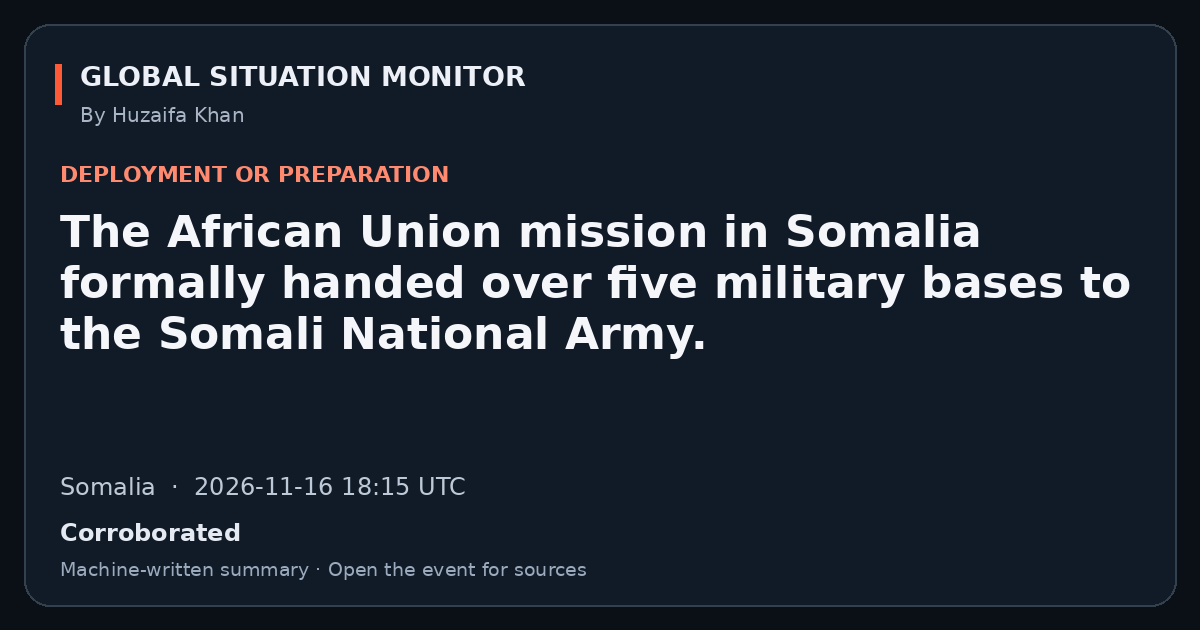 GLOBAL SITUATION MONITOR
By Huzaifa Khan
DEPLOYMENT OR PREPARATION
The African Union mission in Somalia
formally handed over five military bases to
the Somali National Army.
Somalia · 2026-11-16 18:15 UTC
Corroborated
Machine-written summary · Open the event for sources